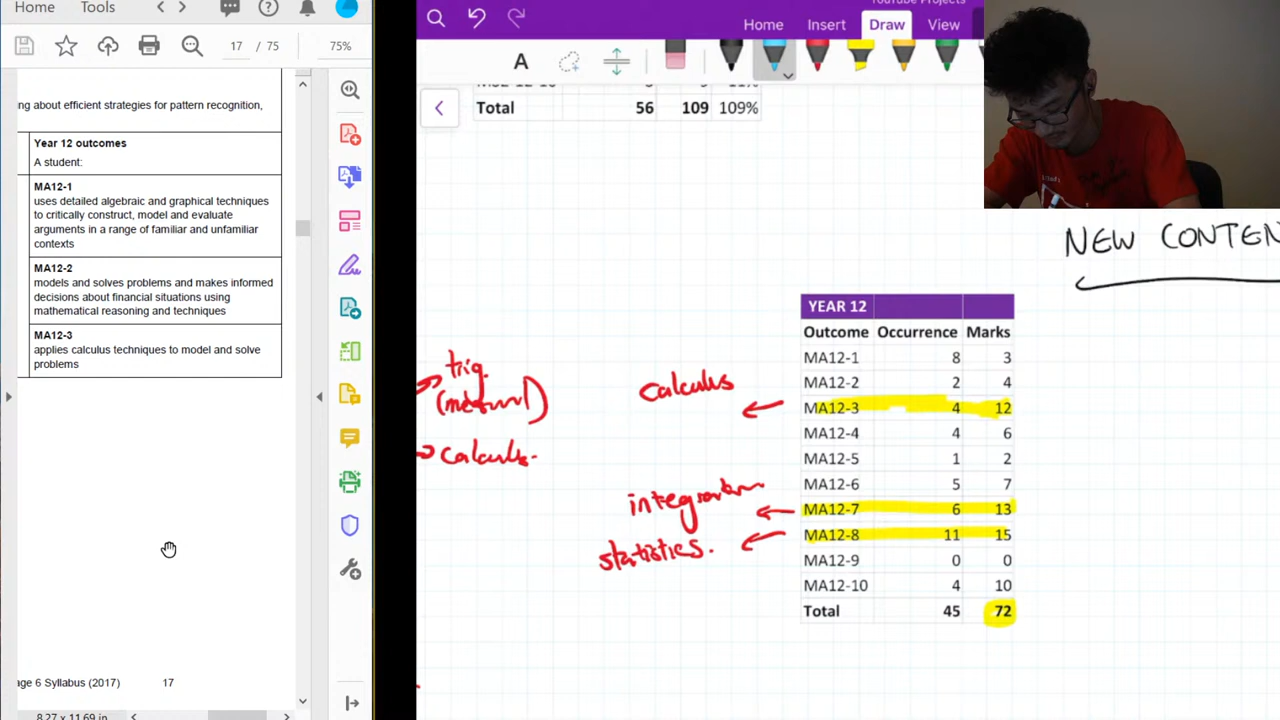 Home Tools
17 / 75 75%
ng about efficient strategies for pattern recognition,
Year 12 outcomes
A student:
MA12-1
uses detailed algebraic and graphical techniques
to critically construct, model and evaluate
arguments in a range of familiar and unfamiliar
contexts
MA12-2
models and solves problems and makes informed
decisions about financial situations using
mathematical reasoning and techniques
MA12-3
applies calculus techniques to model and solve
problems
age 6 Syllabus (2017) 17
8.27 x 11.69 in
YouTube Projects
Home Insert Draw View
A
Total 56 109 109%
NEW CONTEN
trig.
calculus.
calculus
integration
statistics.
YEAR 12
Outcome Occurrence Marks
MA12-1 8 3
MA12-2 2 4
MA12-3 4 12
MA12-4 4 6
MA12-5 1 2
MA12-6 5 7
MA12-7 6 13
MA12-8 11 15
MA12-9 0 0
MA12-10 4 10
Total 45 72